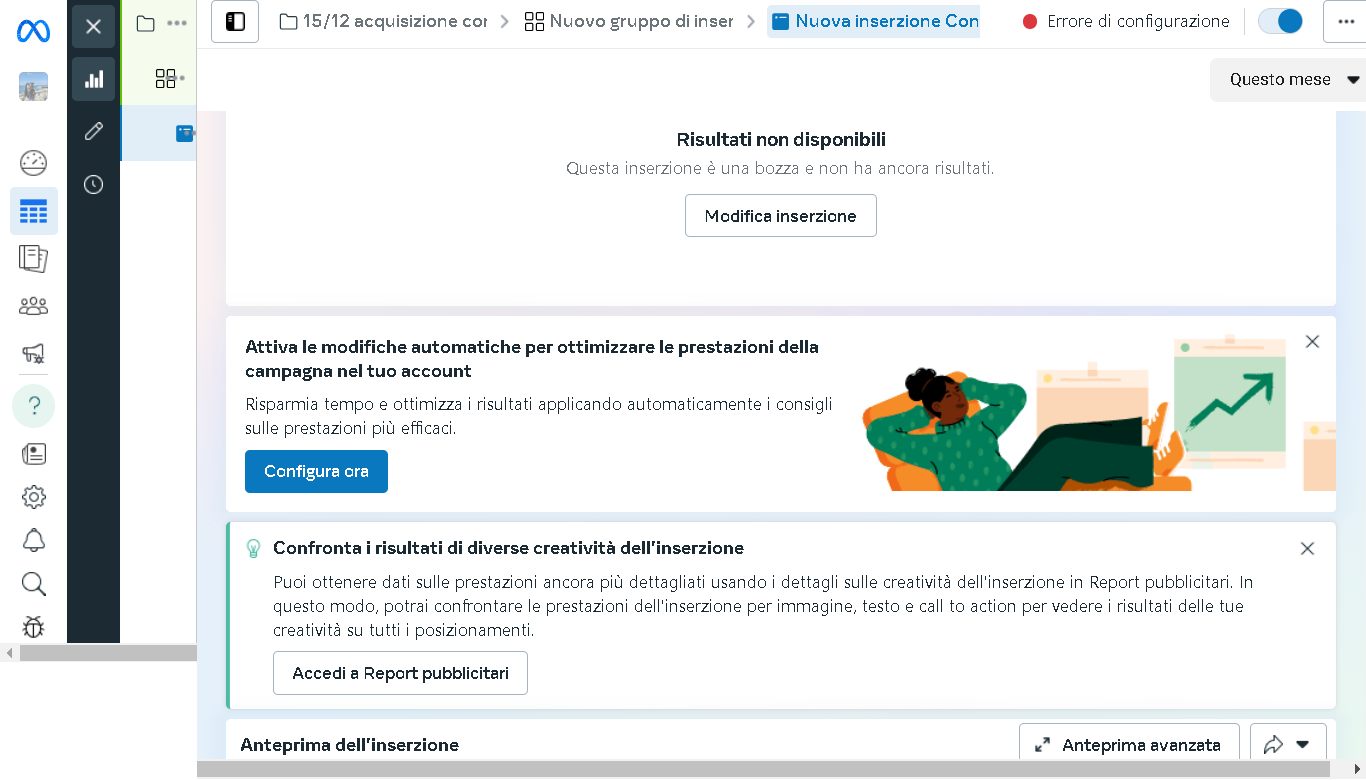 15/12 acquisizione cor
Nuovo gruppo di inser
Nuova inserzione Con
Errore di configurazione
Questo mese
Risultati non disponibili
Questa inserzione è una bozza e non ha ancora risultati.
Modifica inserzione
Attiva le modifiche automatiche per ottimizzare le prestazioni della
campagna nel tuo account
Risparmia tempo e ottimizza i risultati applicando automaticamente i consigli
sulle prestazioni più efficaci.
Configura ora
Confronta i risultati di diverse creatività dell'inserzione
Puoi ottenere dati sulle prestazioni ancora più dettagliati usando i dettagli sulle creatività dell'inserzione in Report pubblicitari. In
questo modo, potrai confrontare le prestazioni dell'inserzione per immagine, testo e call to action per vedere i risultati delle tue
creatività su tutti i posizionamenti.
Accedi a Report pubblicitari
Anteprima dell'inserzione
Anteprima avanzata